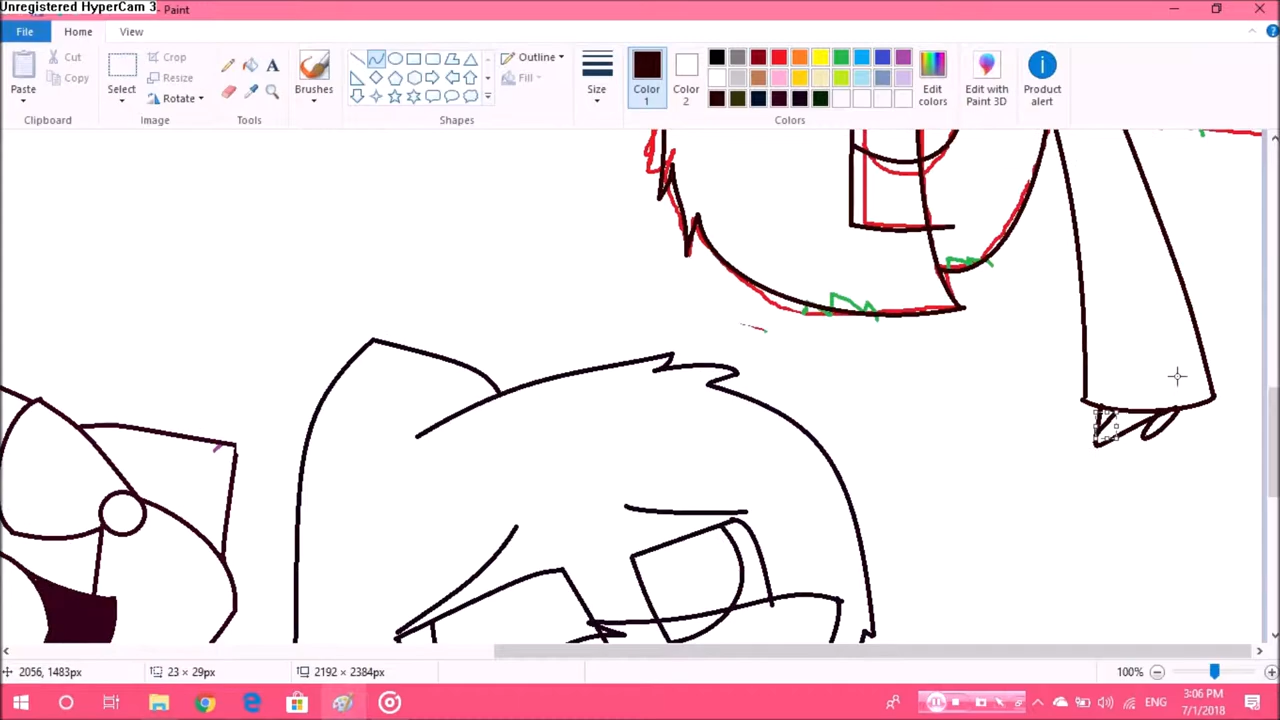 Unregistered HyperCam 3 - Paint
File Home View
Cut
Copy
Paste
Clipboard
Crop
Resize
Rotate
Select
Image
A
Tools
Brushes
Outline
Fill
Shapes
Size
Color 1
Color 2
Edit colors
Colors
Edit with Paint 3D
Product alert
2056, 1483px
23 × 29px
2192 × 2384px
100%
ENG
3:06 PM
7/1/2018